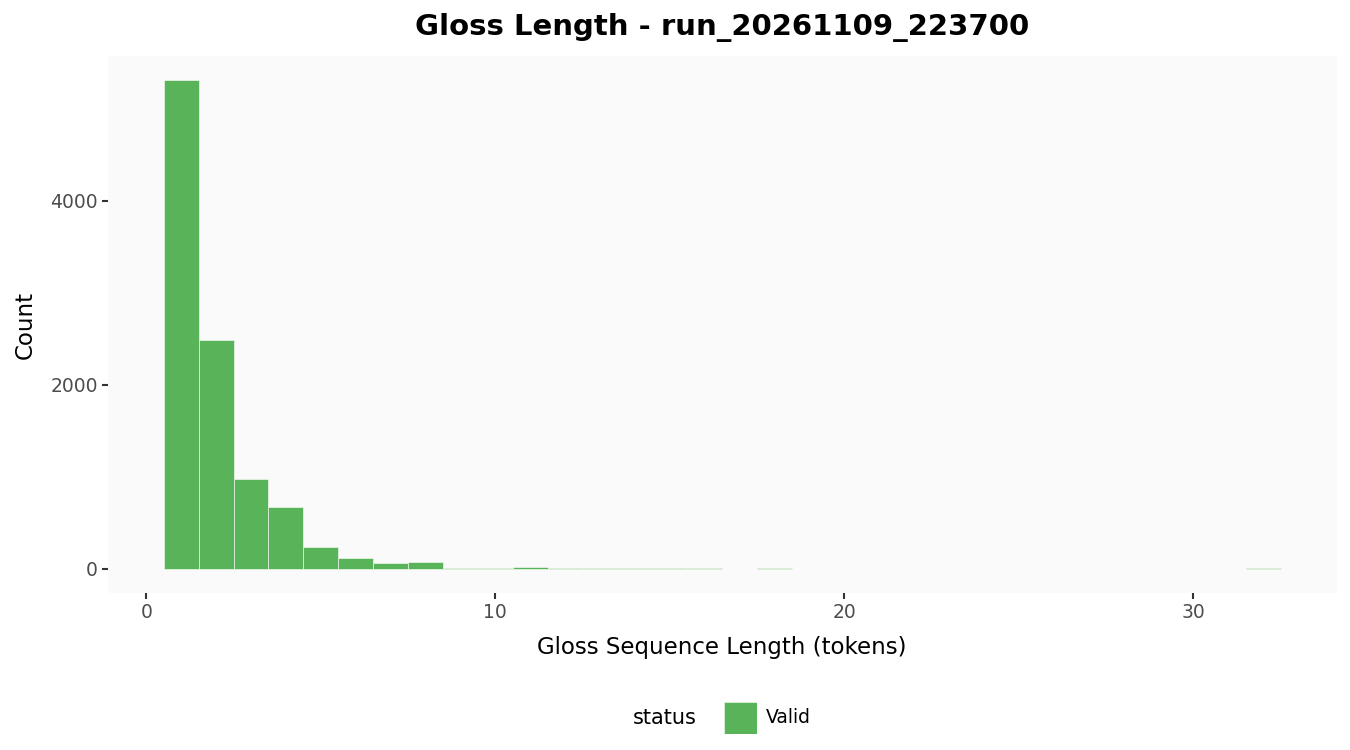 Gloss Length - run_20261109_223700
Count
4000
2000
0
0 10 20 30
Gloss Sequence Length (tokens)
status Valid